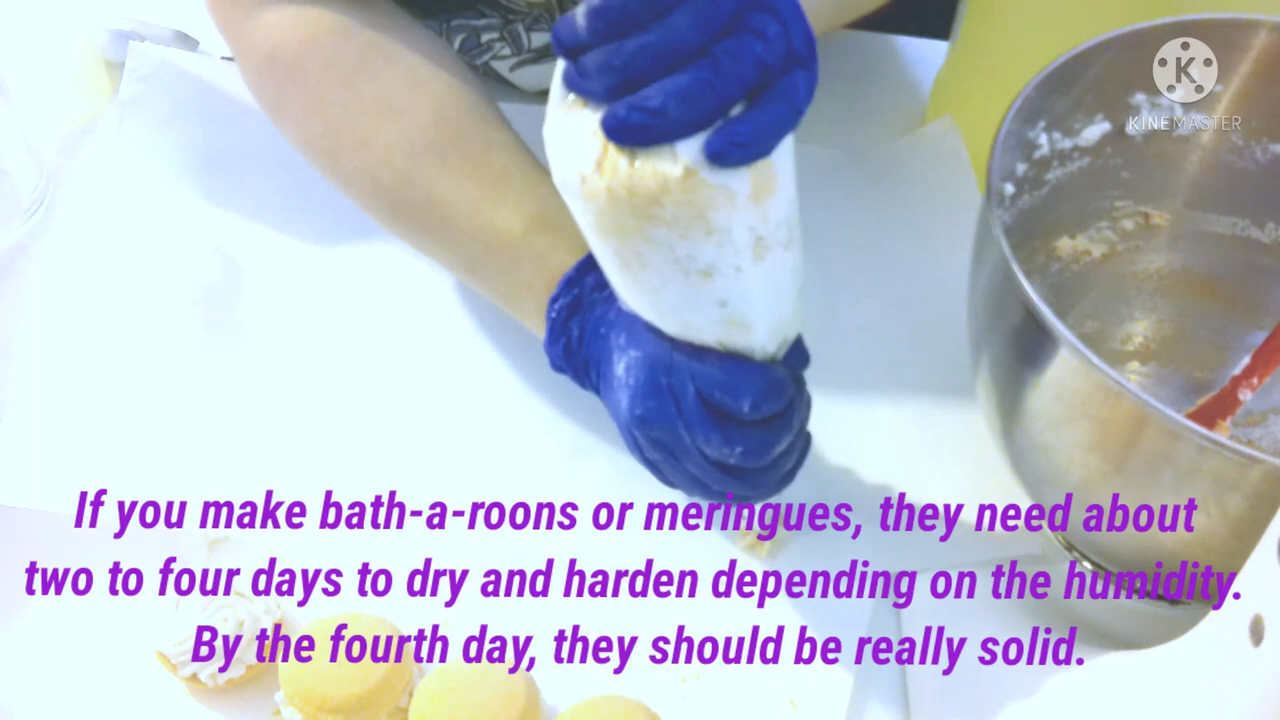 K
KINEMASTER
If you make bath-a-roons or meringues, they need about
two to four days to dry and harden depending on the humidity.
By the fourth day, they should be really solid.